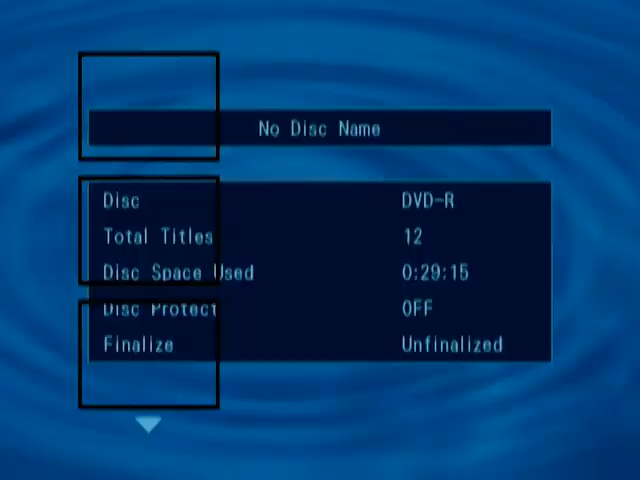 No Disc Name
Disc DVD-R
Total Titles 12
Disc Space Used 0:29:15
Disc Protect OFF
Finalize Unfinalized